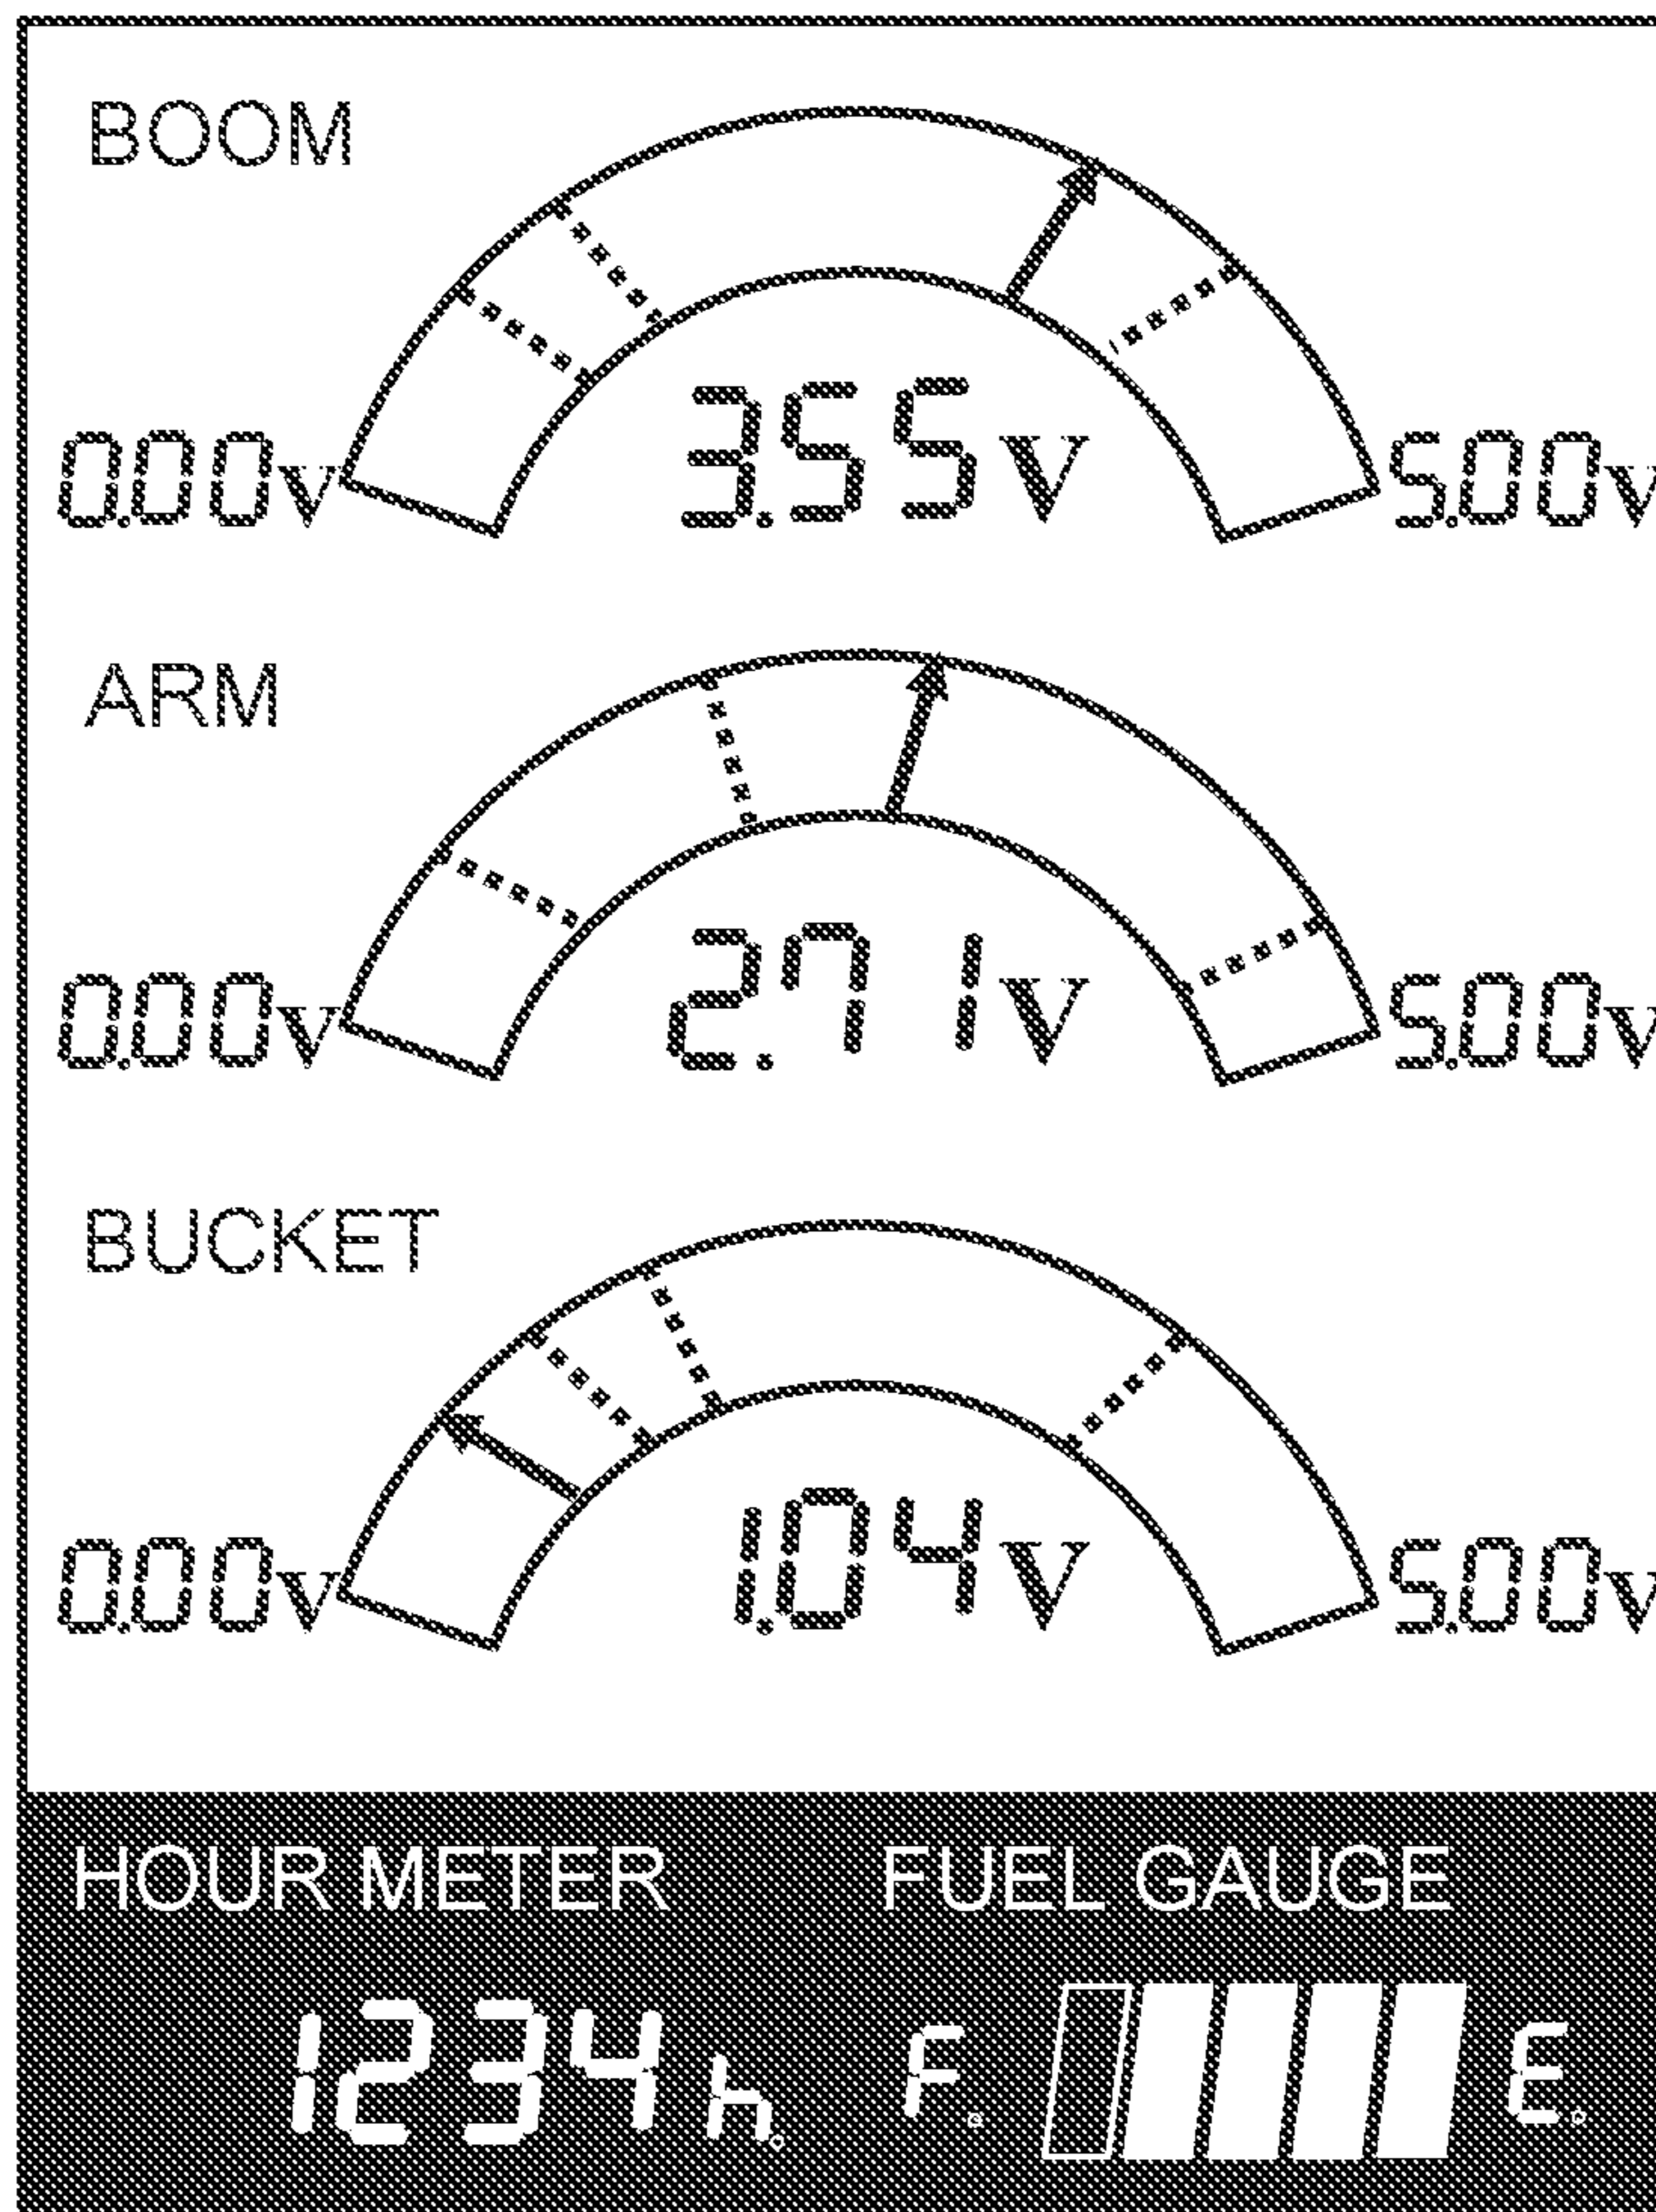 BOOM
0.00V 3.55V 5.00V
ARM
0.00V 2.71V 5.00V
BUCKET
0.00V 1.04V 5.00V
HOUR METER FUEL GAUGE
1234h. F. E.